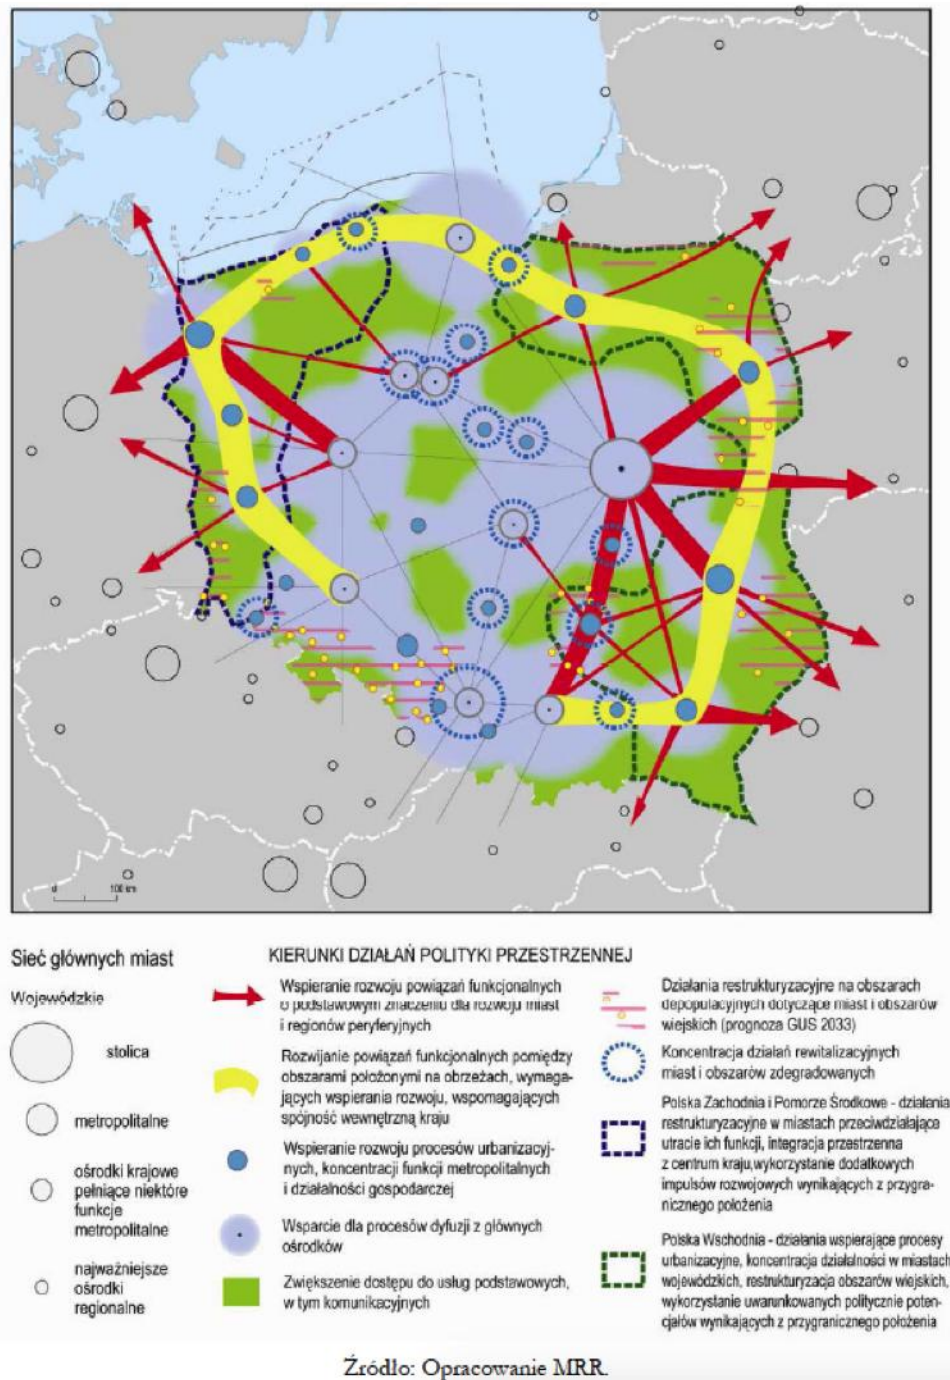 0 100 km
Sieć głównych miast
Wojewódzkie
stolica
metropolitalne
ośrodki krajowe
pełniące niektóre
funkcje
metropolitalne
najważniejsze
ośrodki
regionalne
KIERUNKI DZIAŁAŃ POLITYKI PRZESTRZENNEJ
Wspieranie rozwoju powiązań funkcjonalnych
o podstawowym znaczeniu dla rozwoju miast
i regionów peryferyjnych
Rozwijanie powiązań funkcjonalnych pomiędzy
obszarami położonymi na obrzeżach, wymaga-
jących wspierania rozwoju, wspomagających
spójność wewnętrzną kraju
Wspieranie rozwoju procesów urbanizacyj-
nych, koncentracji funkcji metropolitalnych
i działalności gospodarczej
Wsparcie dla procesów dyfuzji z głównych
ośrodków
Zwiększenie dostępu do usług podstawowych,
w tym komunikacyjnych
Działania restrukturyzacyjne na obszarach
depopulacyjnych dotyczące miast i obszarów
wiejskich (prognoza GUS 2033)
Koncentracja działań rewitalizacyjnych
miast i obszarów zdegradowanych
Polska Zachodnia i Pomorze Środkowe - działania
restrukturyzacyjne w miastach przeciwdziałające
utracie ich funkcji, integracja przestrzenna
z centrum kraju,wykorzystanie dodatkowych
impulsów rozwojowych wynikających z przygra-
nicznego położenia
Polska Wschodnia - działania wspierające procesy
urbanizacyjne, koncentracja działalności w miastach
wojewódzkich, restrukturyzacja obszarów wiejskich,
wykorzystanie uwarunkowanych politycznie poten-
cjałów wynikających z przygranicznego położenia
Źródło: Opracowanie MRR.